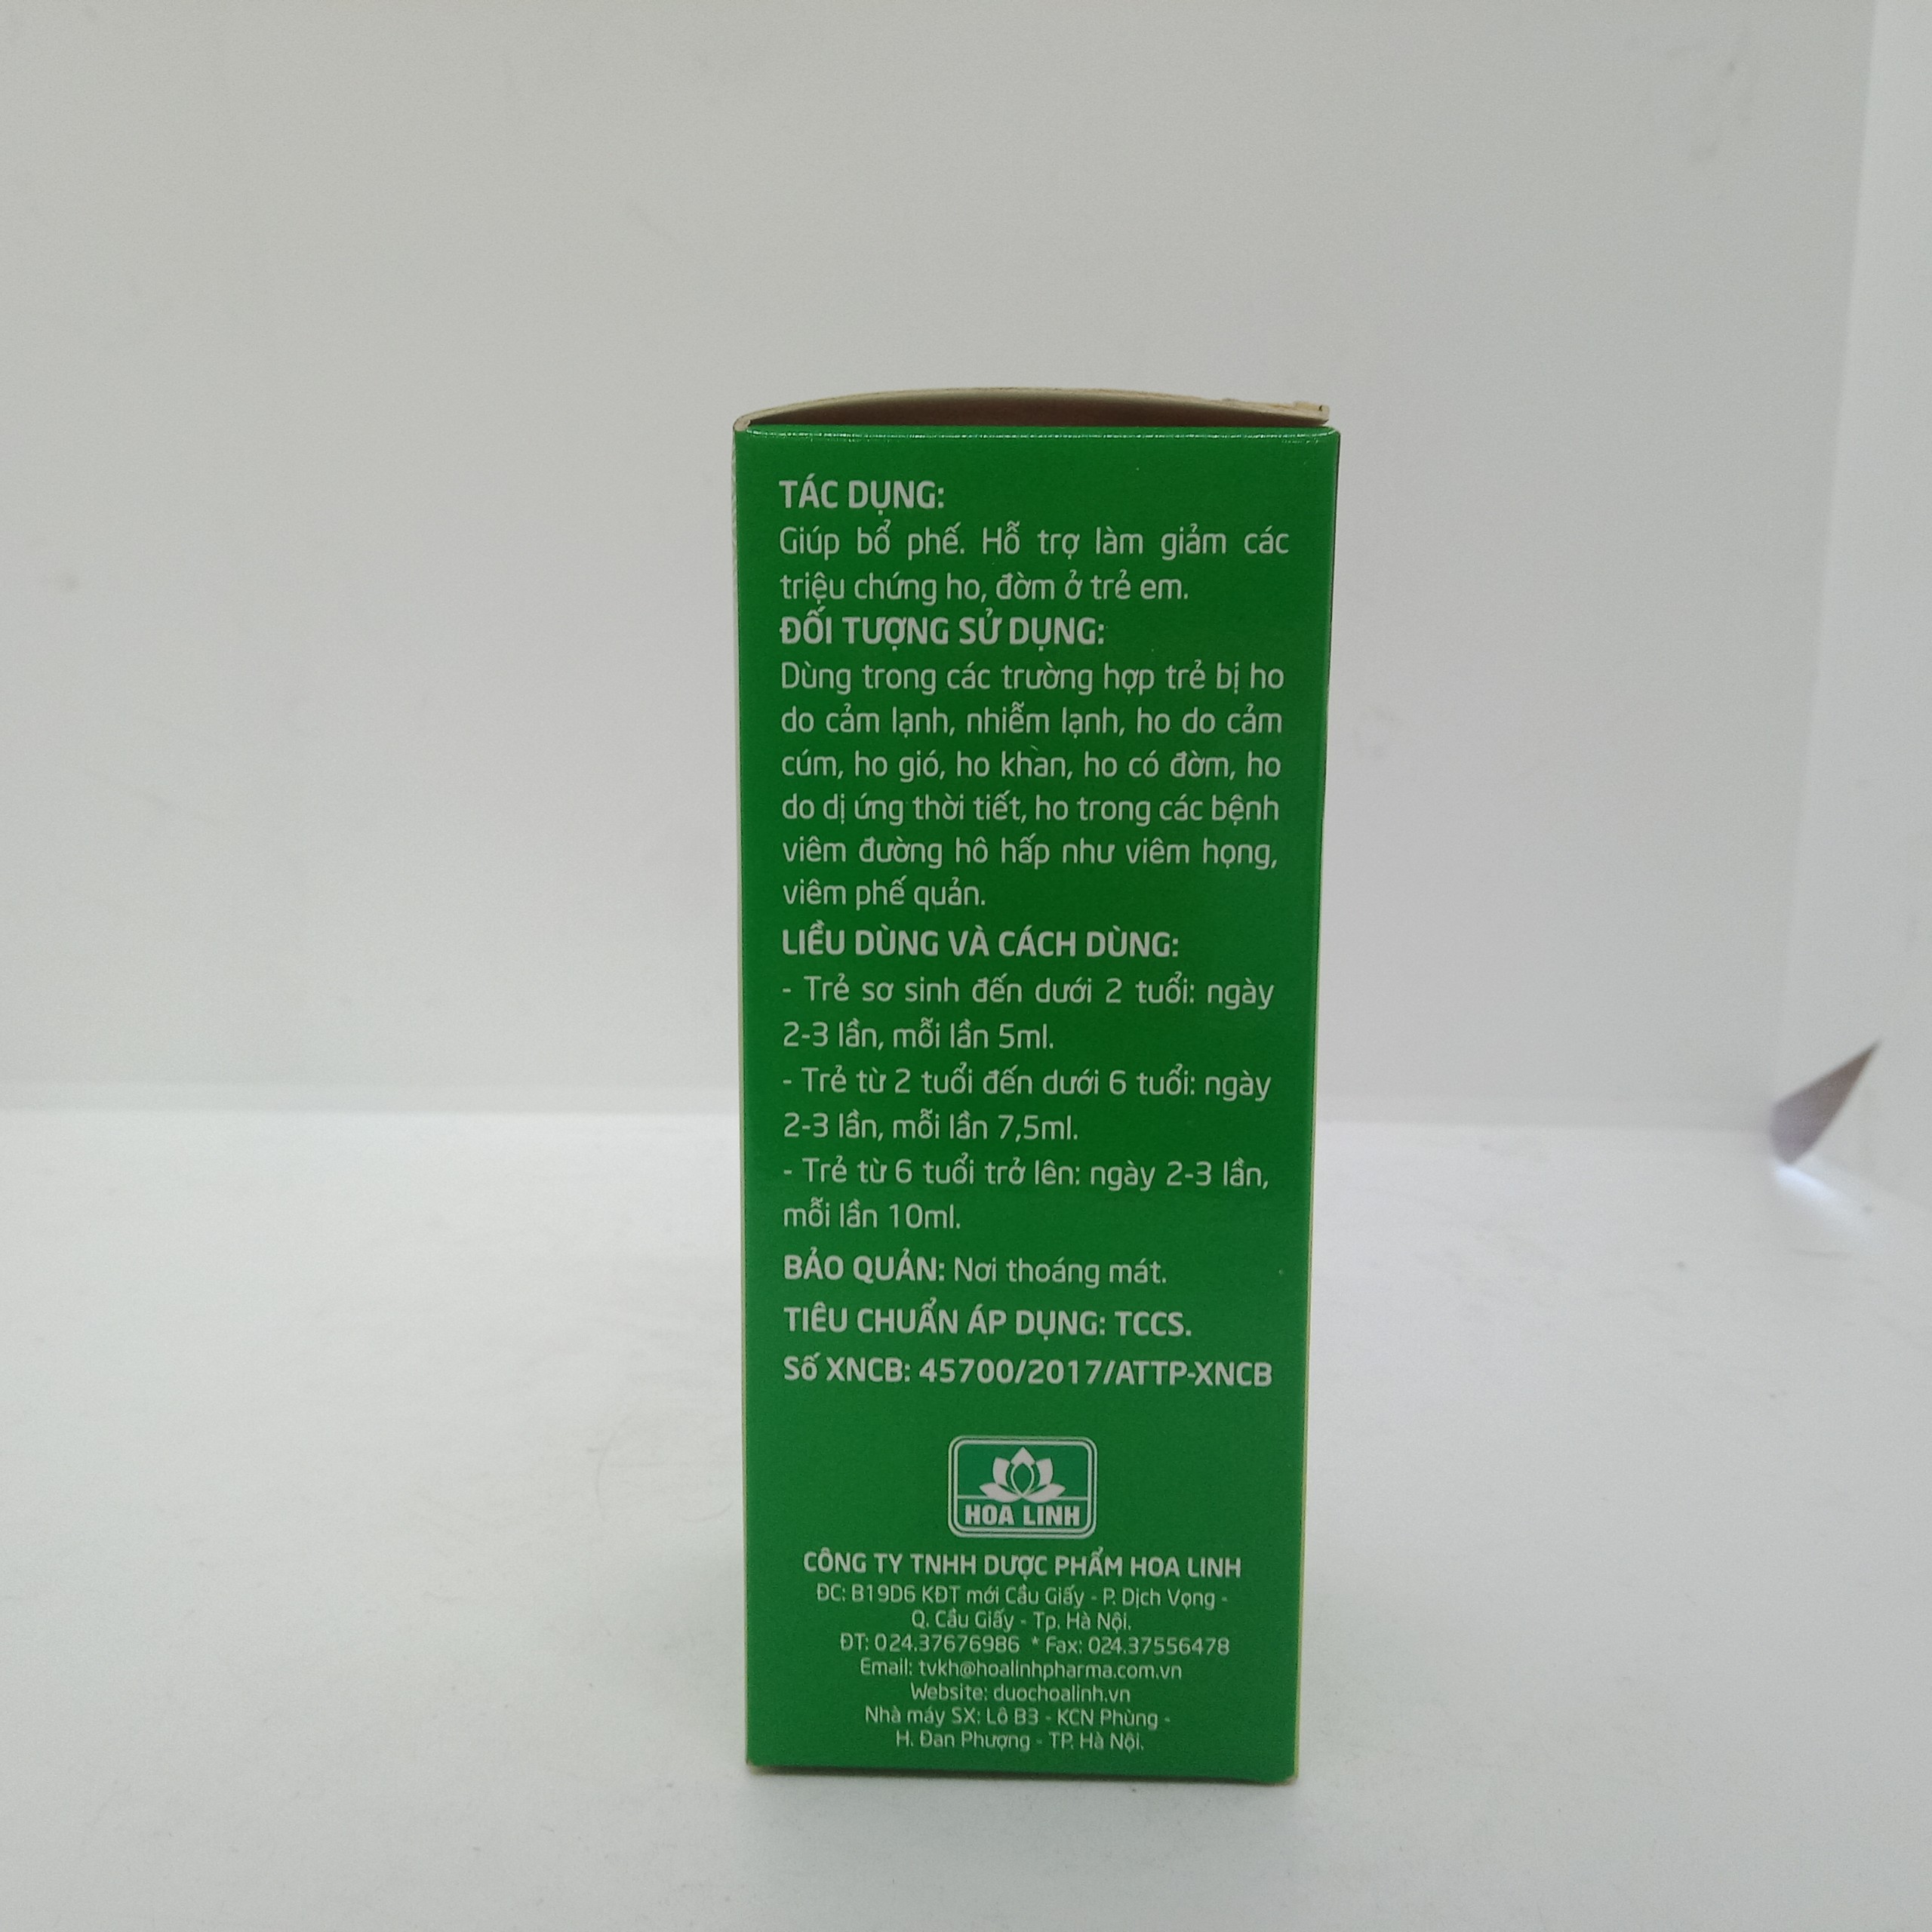 TÁC DỤNG:
Giúp bổ phế. Hỗ trợ làm giảm các
triệu chứng ho, đờm ở trẻ em.
ĐỐI TƯỢNG SỬ DỤNG:
Dùng trong các trường hợp trẻ bị ho
do cảm lạnh, nhiễm lạnh, ho do cảm
cúm, ho gió, ho khan, ho có đờm, ho
do dị ứng thời tiết, ho trong các bệnh
viêm đường hô hấp như viêm họng,
viêm phế quản.
LIỀU DÙNG VÀ CÁCH DÙNG:
- Trẻ sơ sinh đến dưới 2 tuổi: ngày
2-3 lần, mỗi lần 5ml.
- Trẻ từ 2 tuổi đến dưới 6 tuổi: ngày
2-3 lần, mỗi lần 7,5ml.
- Trẻ từ 6 tuổi trở lên: ngày 2-3 lần,
mỗi lần 10ml.
BẢO QUẢN: Nơi thoáng mát.
TIÊU CHUẨN ÁP DỤNG: TCCS.
Số XNCB: 45700/2017/ATTP-XNCB
HOA LINH
CÔNG TY TNHH DƯỢC PHẨM HOA LINH
ĐC: B19D6 KĐT mới Cầu Giấy - P. Dịch Vọng -
Q. Cầu Giấy - Tp. Hà Nội.
ĐT: 024.37676986 * Fax: 024.37556478
Email: tvkh@hoalinhpharma.com.vn
Website: duochoalinh.vn
Nhà máy SX: Lô B3 - KCN Phùng -
H. Đan Phượng - TP. Hà Nội.